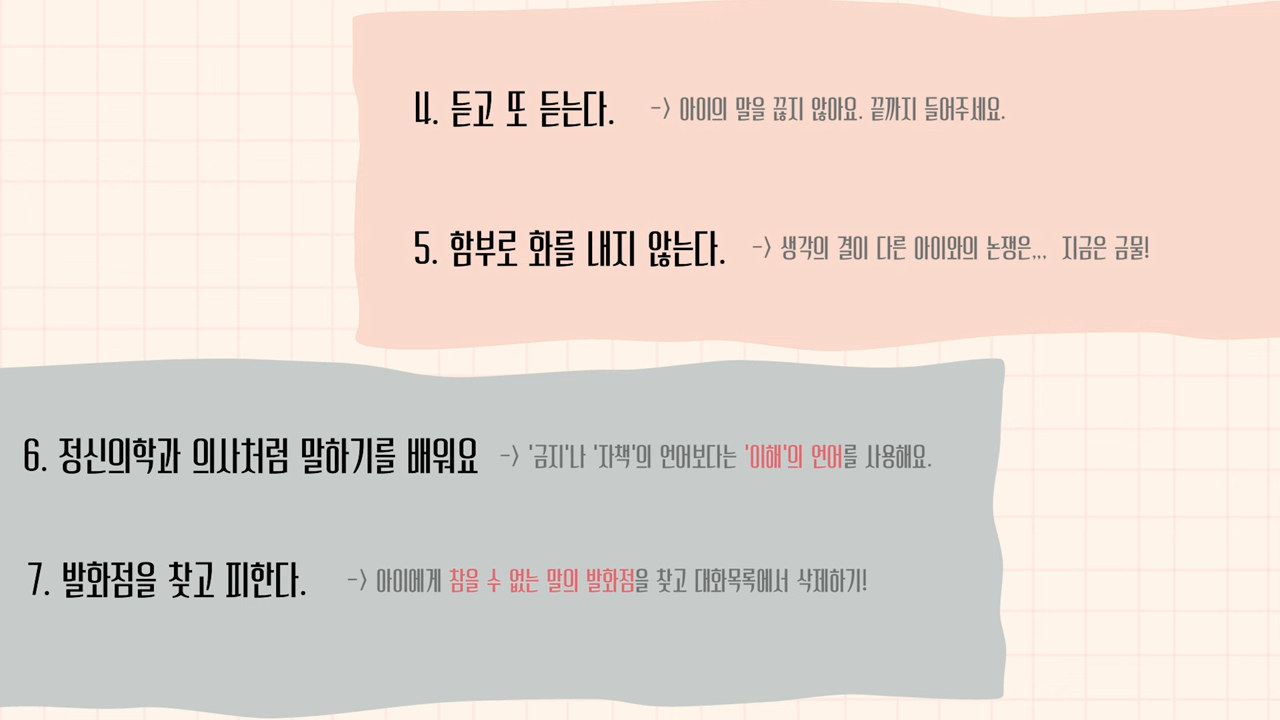 4. 듣고 또 듣는다. -> 아이의 말을 끊지 않아요. 끝까지 들어주세요.
5. 함부로 화를 내지 않는다. -> 생각의 결이 다른 아이와의 논쟁은... 지금은 금물!
6. 정신의학과 의사처럼 말하기를 배워요 -> '금지'나 '자책'의 언어보다는 '이해'의 언어를 사용해요.
7. 발화점을 찾고 피한다. -> 아이에게 참을 수 없는 말의 발화점을 찾고 대화목록에서 삭제하기!